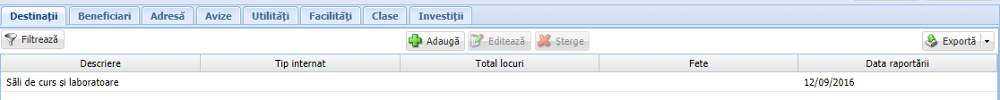 Destinații Beneficiari Adresă Avize Utilități Facilități Clase Investiții
Filtrează Adaugă Editează Șterge Exportă
Descriere Tip internat Total locuri Fete Data raportării
Săli de curs și laboratoare 12/09/2016